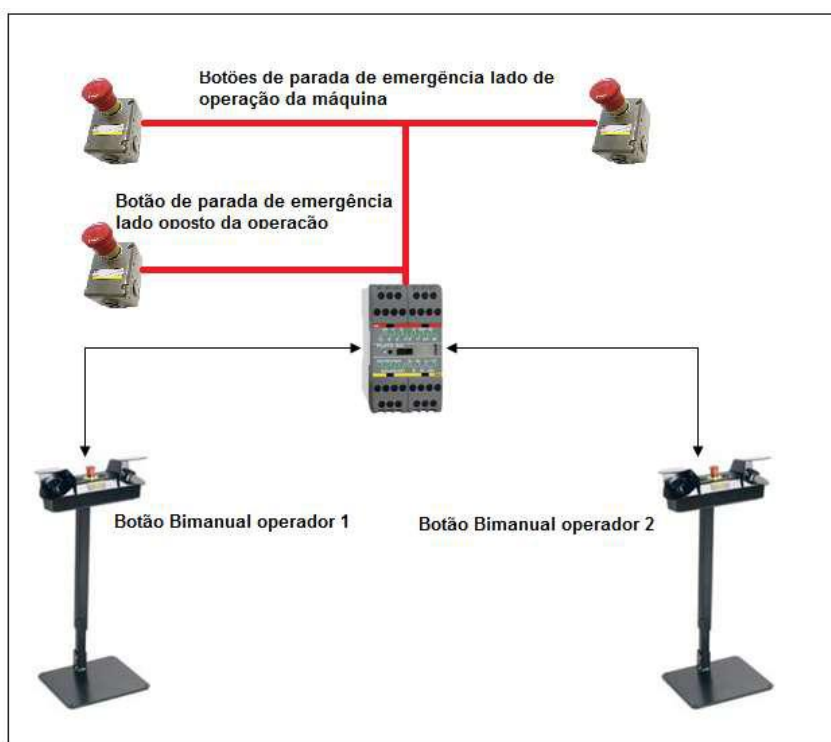 Botões de parada de emergência lado de
operação da máquina
Botão de parada de emergência
lado oposto da operação
Botão Bimanual operador 1
Botão Bimanual operador 2